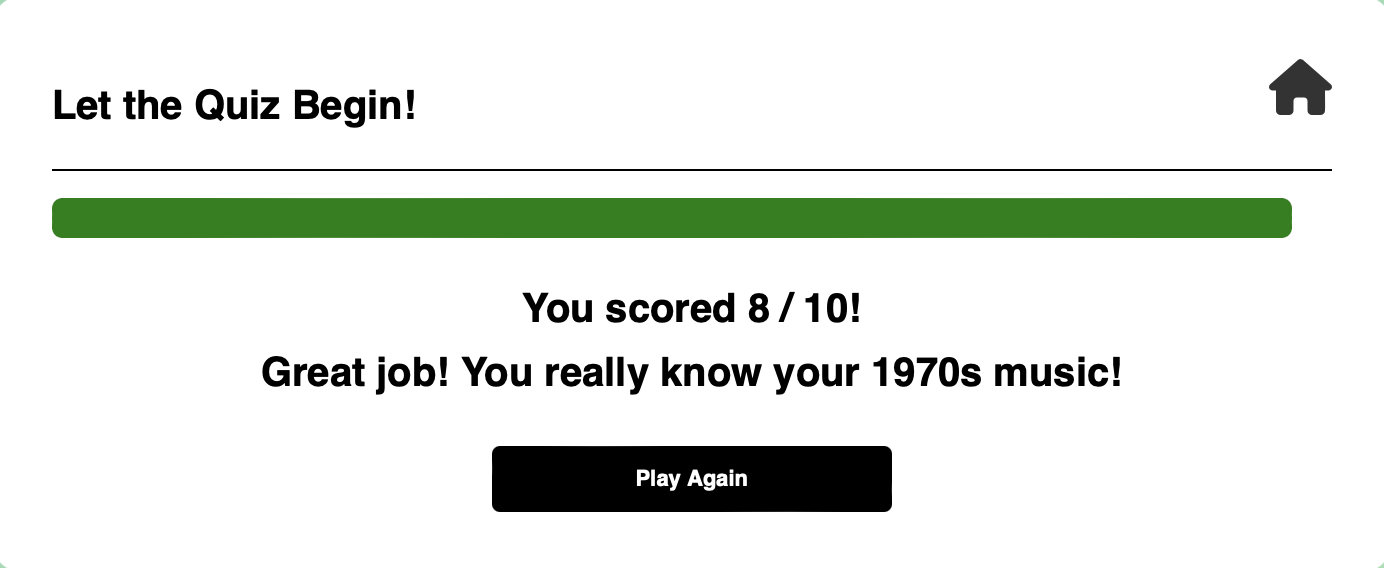 Let the Quiz Begin!
You scored 8 / 10!
Great job! You really know your 1970s music!
Play Again